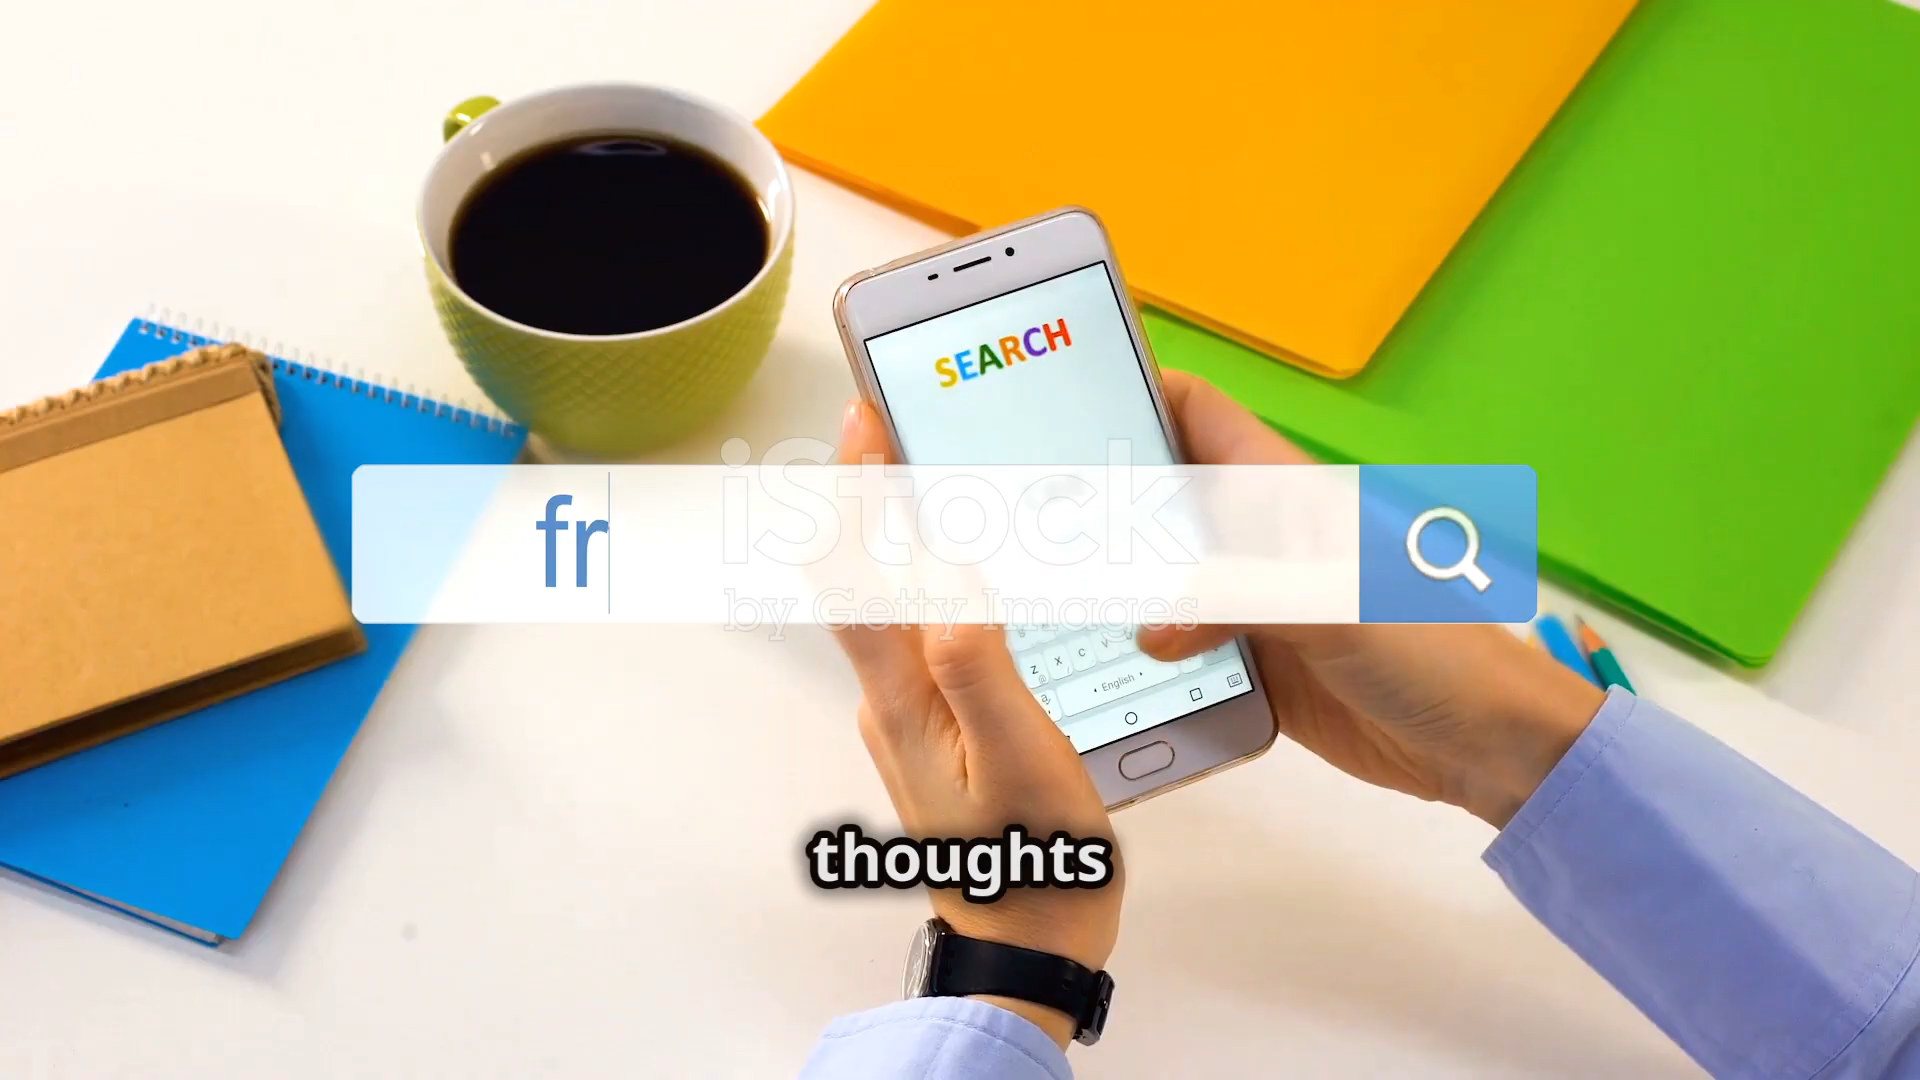 SEARCH
fr
iStock
by Getty Images
Z X C V
English
thoughts